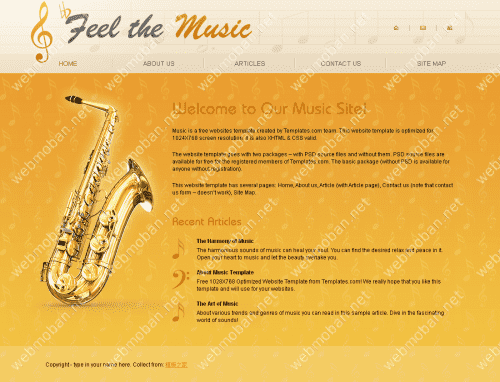 Feel the Music
HOME
ABOUT US
ARTICLES
CONTACT US
SITE MAP
Welcome to Our Music Site!
Music is a free websites template created by Templates.com team. This website template is optimized for
1024X768 screen resolution. It is also XHTML & CSS valid.
The website template goes with two packages – with PSD source files and without them. PSD source files are
available for free for the registered members of Templates.com. The basic package (without PSD is available for
anyone without registration).
This website template has several pages: Home, About us, Article (with Article page), Contact us (note that contact
us form – doesn't work), Site Map.
Recent Articles
The Harmony of Music
The harmonious sounds of music can heal your soul. You can find the desired relax and peace in it.
Open your heart to music and let the beauty overtake you.
About Music Template
Free 1028X768 Optimized Website Template from Templates.com! We really hope that you like this
template and will use for your websites.
The Art of Music
About various trends and genres of music you can read in this sample article. Dive in the fascinating
world of sounds!
Copyright - type in your name here. Collect from:
webmoban.net